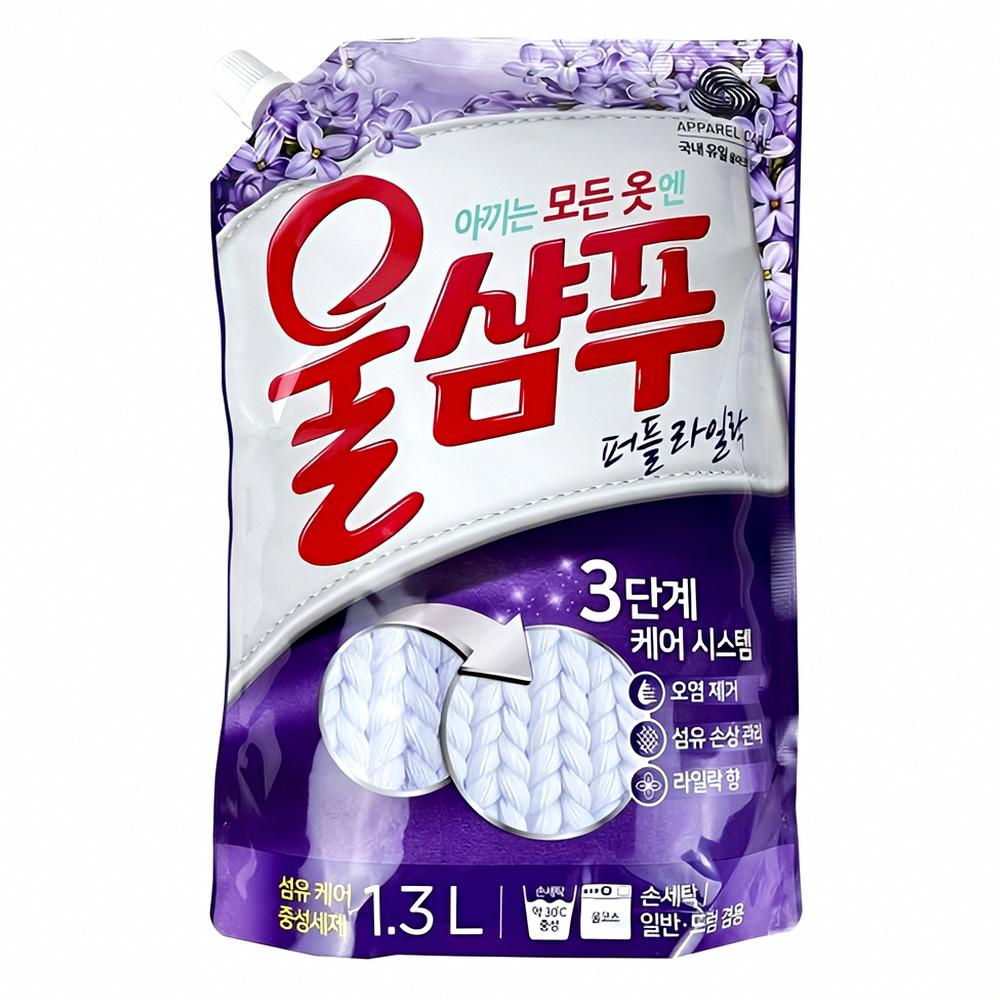 APPAREL CARE
국내 유일
아끼는 모든 옷엔
울샴푸
퍼플 라일락
3단계
케어 시스템
오염 제거
섬유 손상 관리
라일락 향
섬유 케어
중성세제
1.3 L
손세탁
약 30℃
중성
울코스
손세탁 /
일반·드럼 겸용